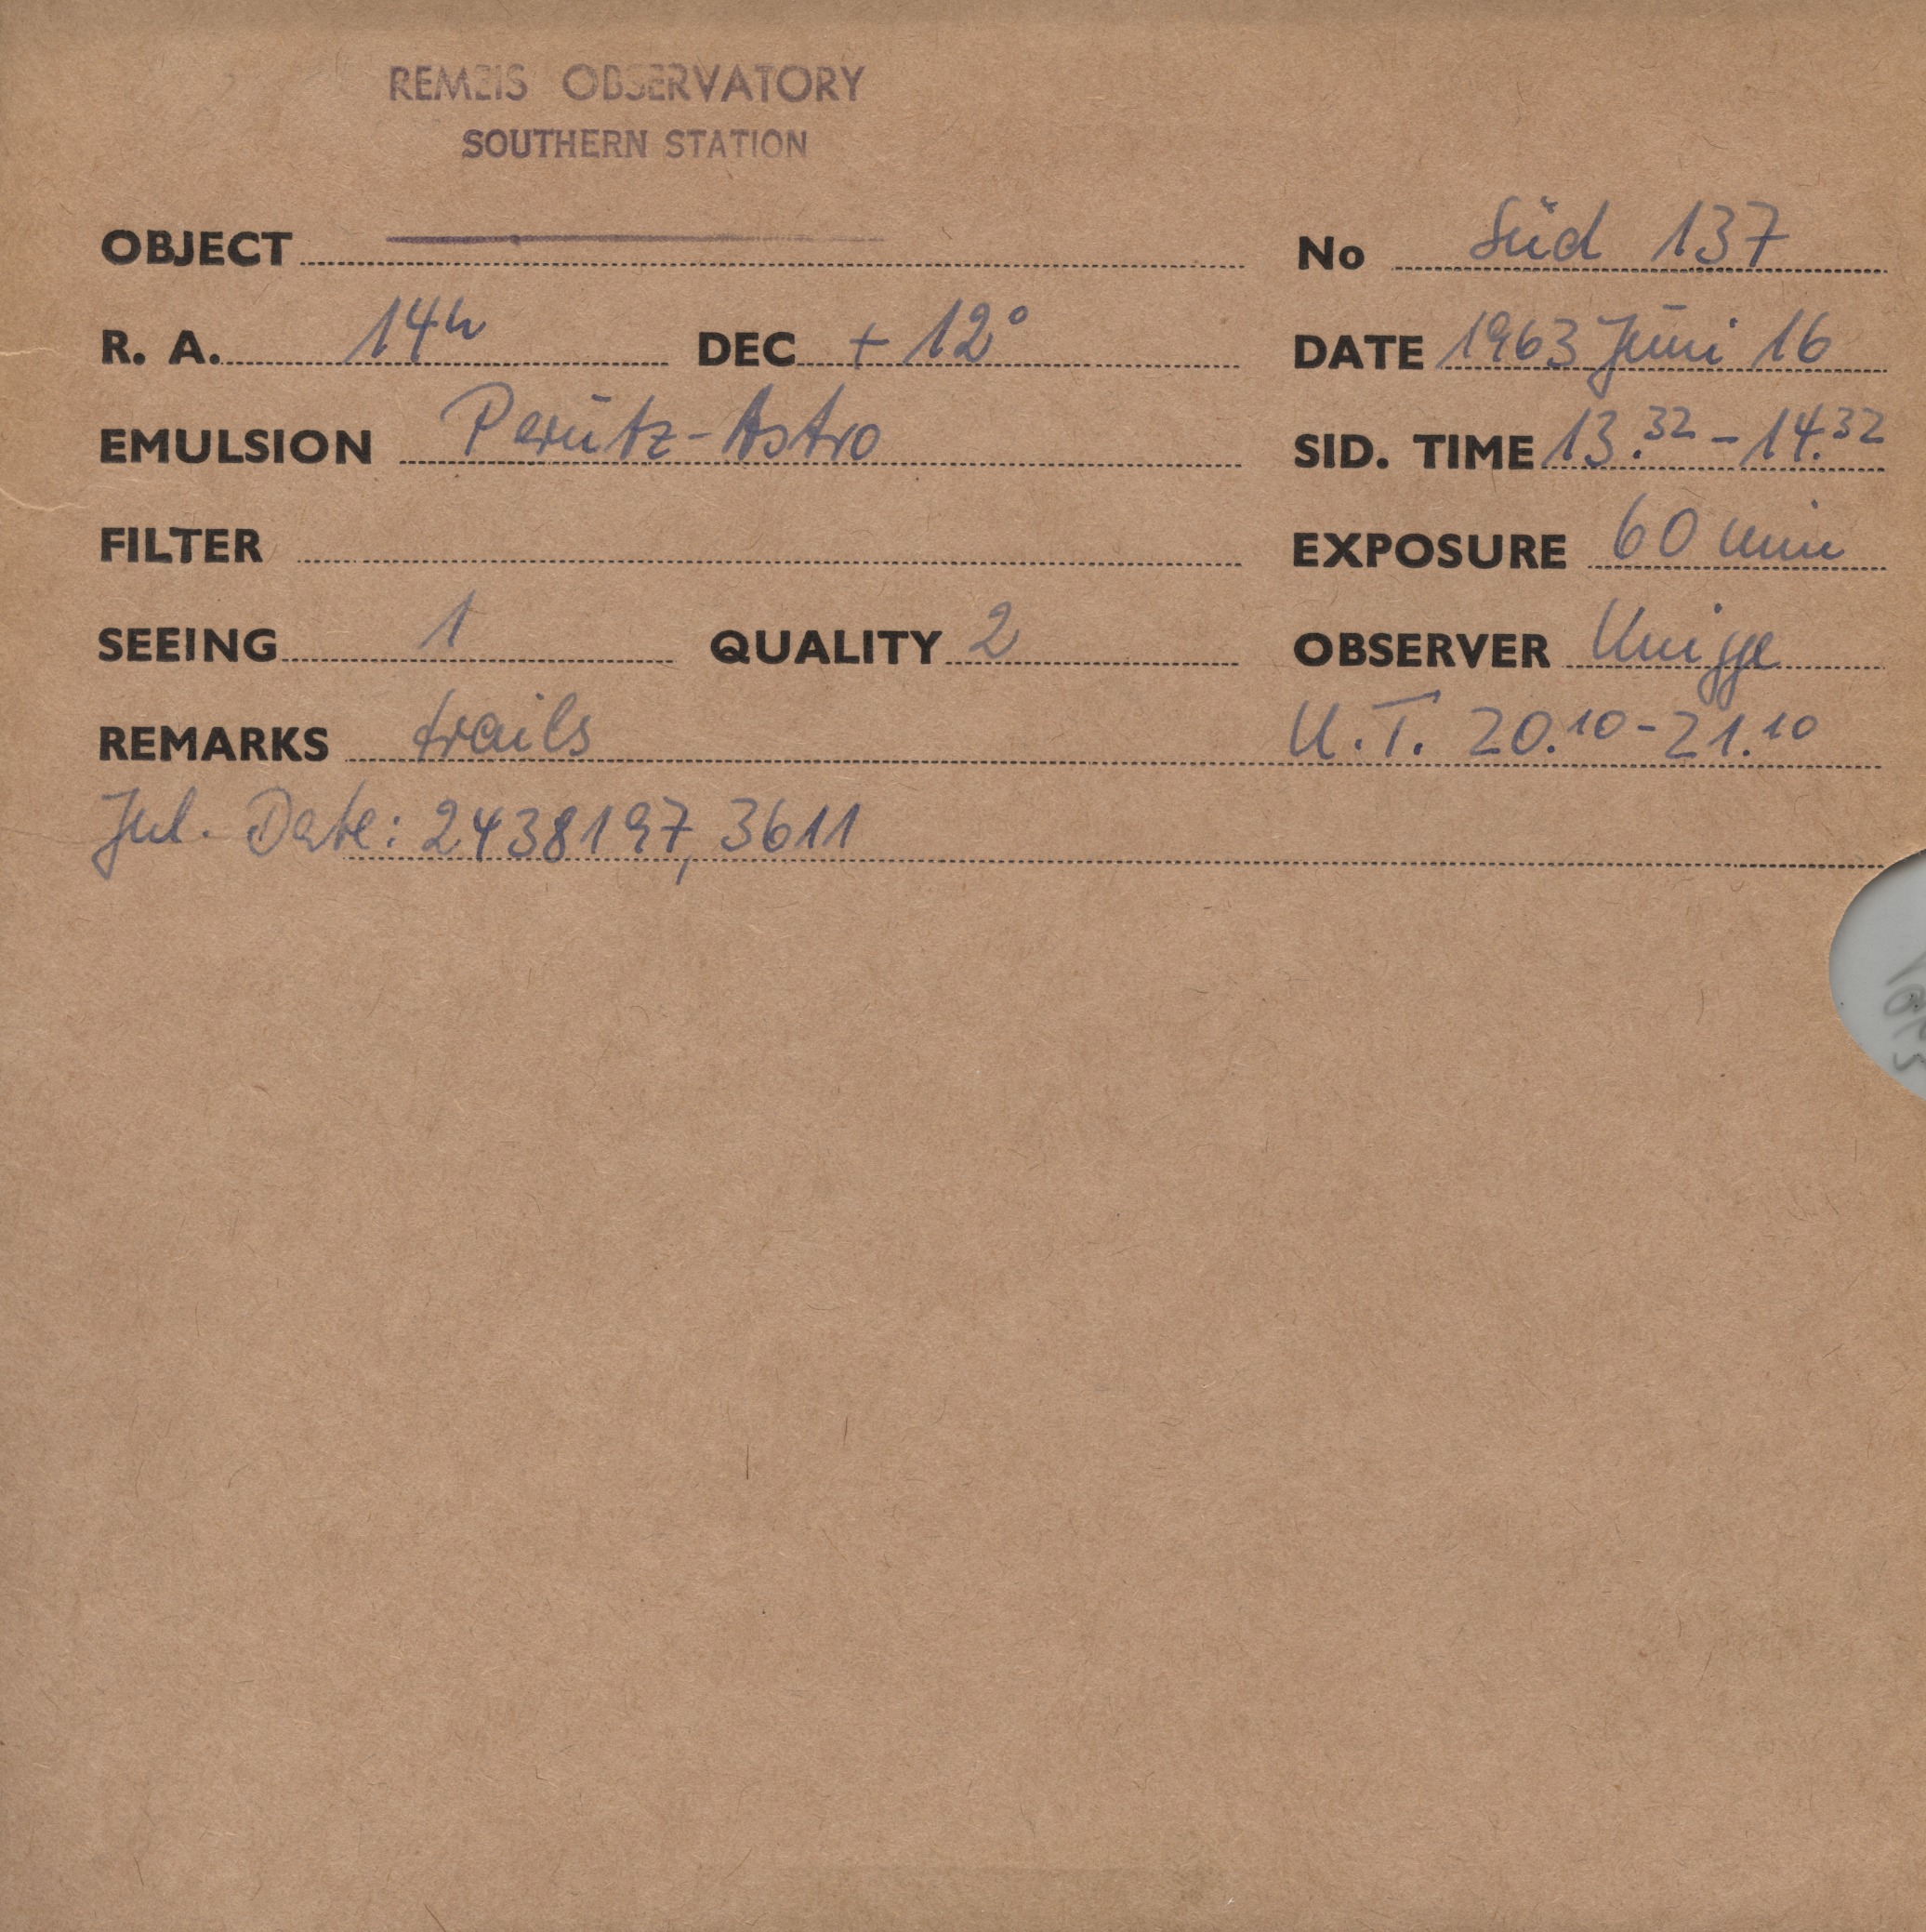 REMEIS OBSERVATORY
SOUTHERN STATION
OBJECT No Süd 137
R. A. 14h DEC + 12° DATE 1963 Juni 16
EMULSION Perutz-Astro SID. TIME 13.32 – 14.32
FILTER EXPOSURE 60 min
SEEING 1 QUALITY 2 OBSERVER Knigge
REMARKS trails U.T. 20.10 - 21.10
Jul. Date: 2438197,3611